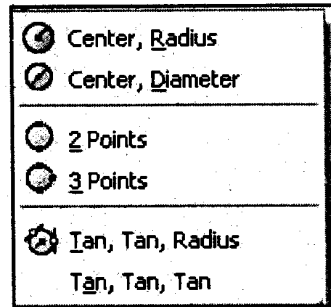 Center, Radius
Center, Diameter
2 Points
3 Points
Tan, Tan, Radius
Tan, Tan, Tan